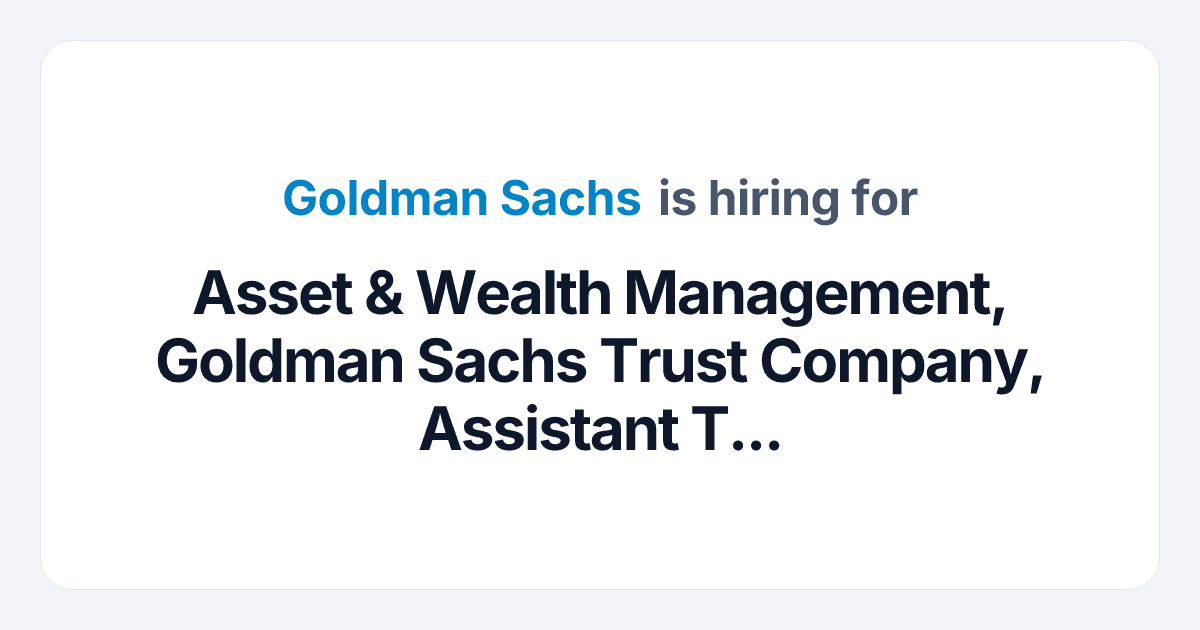 Goldman Sachs is hiring for
Asset & Wealth Management,
Goldman Sachs Trust Company,
Assistant T...